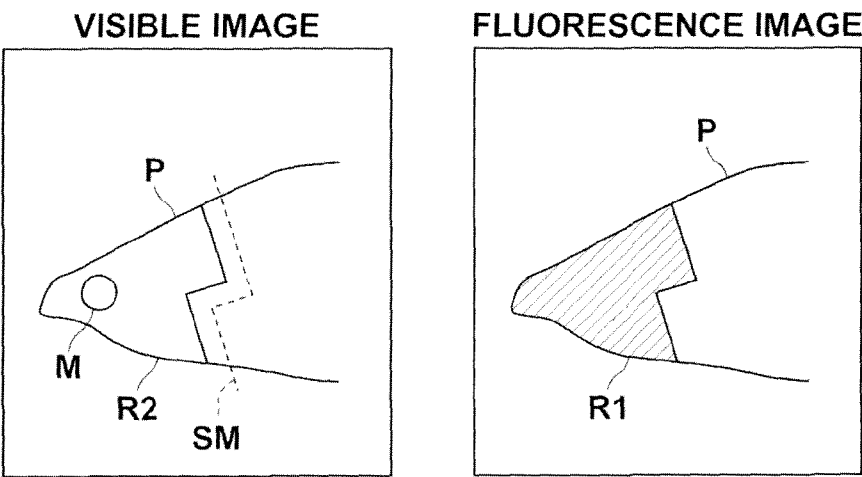 VISIBLE IMAGE
P
M
R2
SM
FLUORESCENCE IMAGE
P
R1